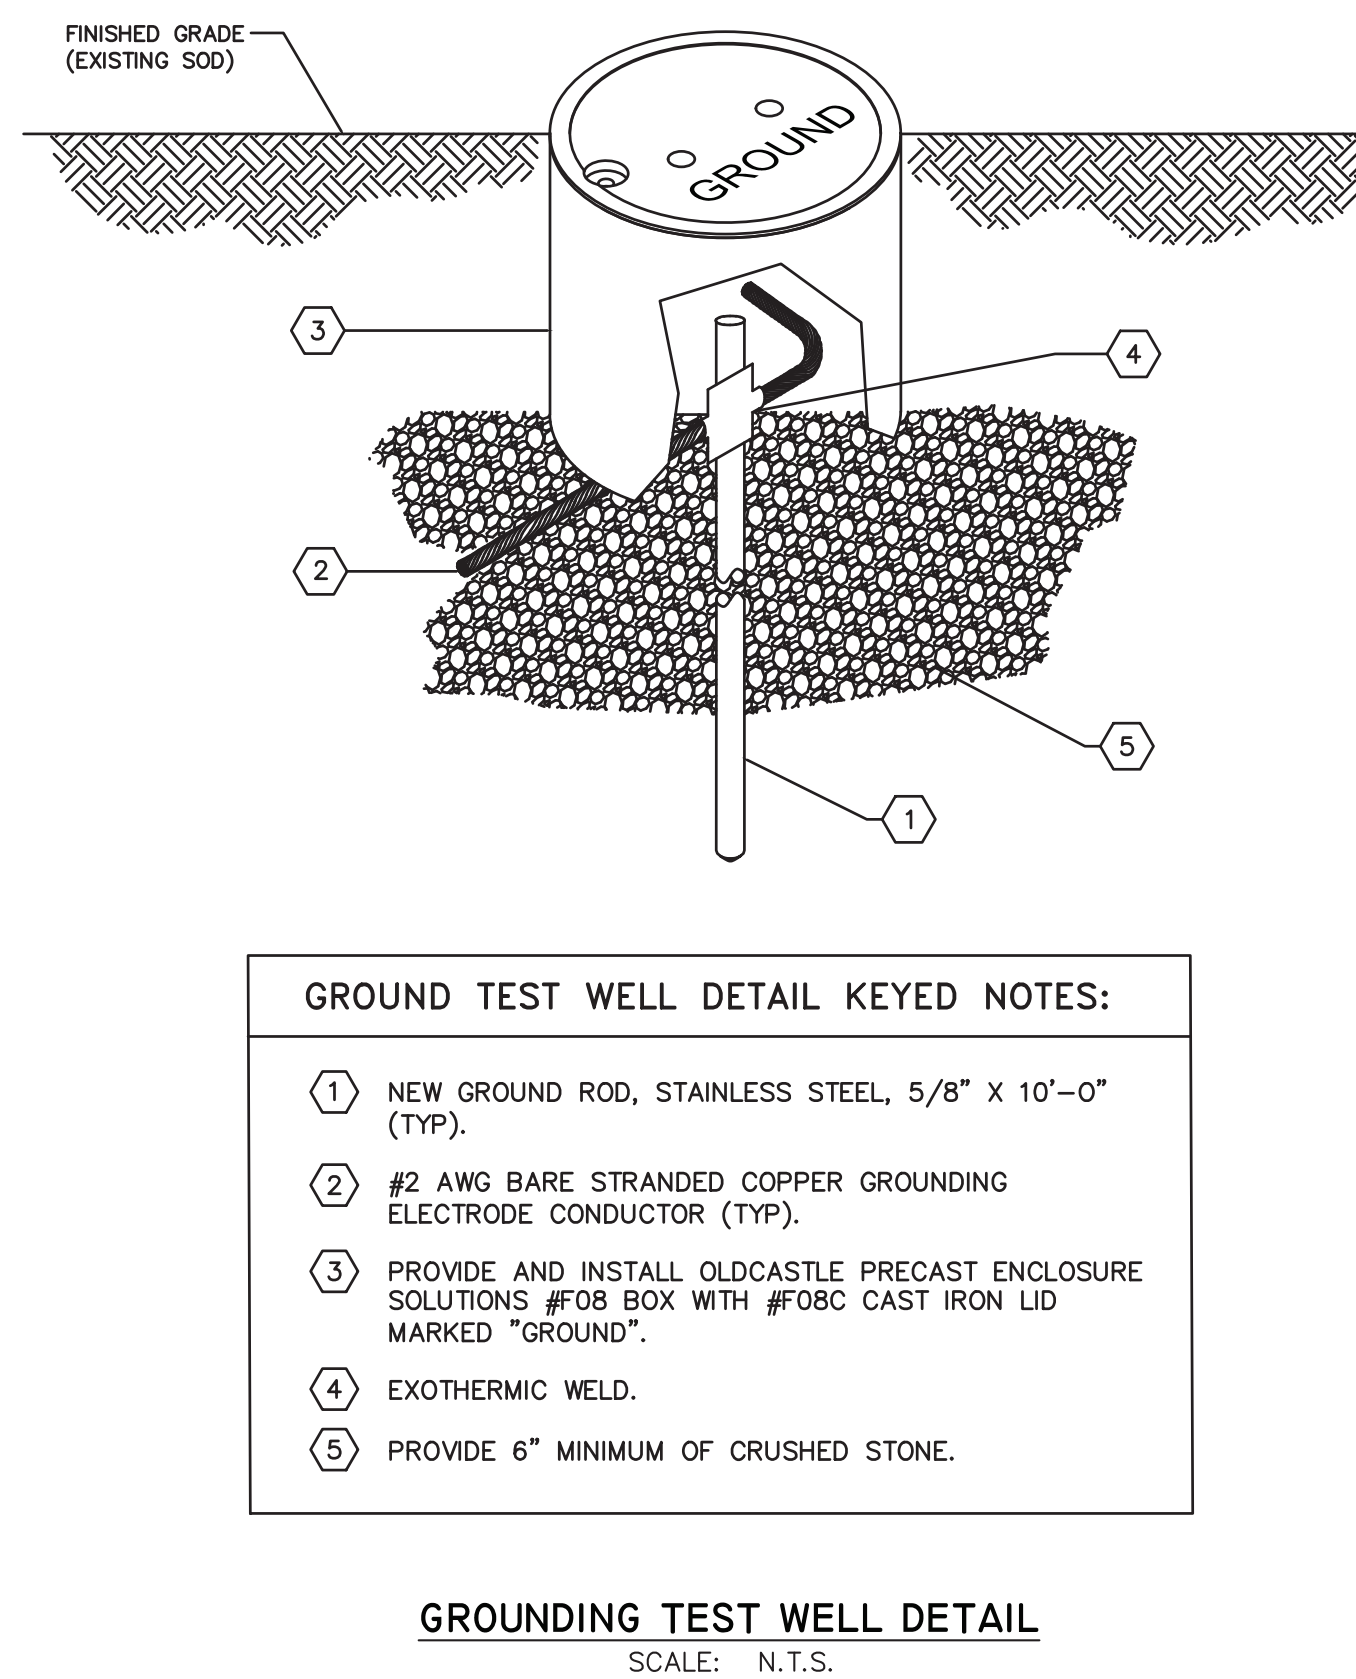 FINISHED GRADE
(EXISTING SOD)
GROUND
3
4
2
5
1
GROUND TEST WELL DETAIL KEYED NOTES:
1 NEW GROUND ROD, STAINLESS STEEL, 5/8" X 10'-0"
(TYP).
2 #2 AWG BARE STRANDED COPPER GROUNDING
ELECTRODE CONDUCTOR (TYP).
3 PROVIDE AND INSTALL OLDCASTLE PRECAST ENCLOSURE
SOLUTIONS #F08 BOX WITH #F08C CAST IRON LID
MARKED "GROUND".
4 EXOTHERMIC WELD.
5 PROVIDE 6" MINIMUM OF CRUSHED STONE.
GROUNDING TEST WELL DETAIL
SCALE: N.T.S.